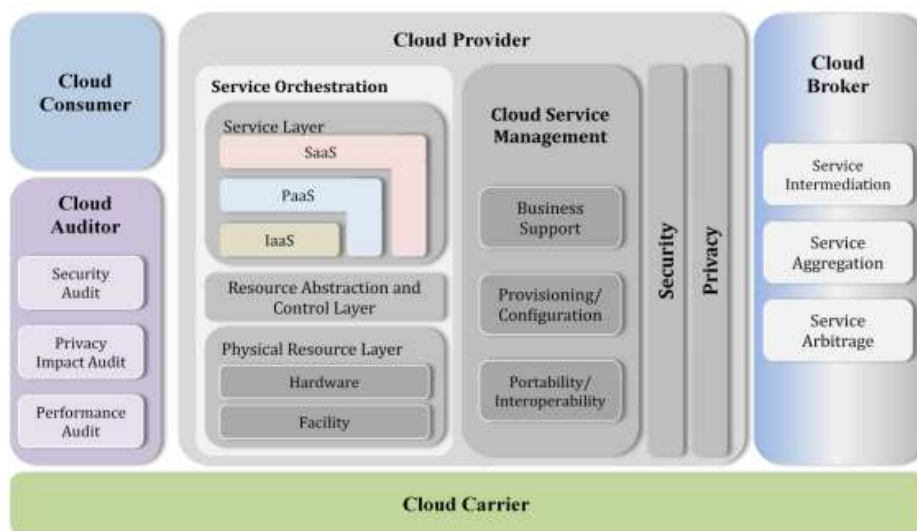 Cloud
Consumer
Cloud
Auditor
Security
Audit
Privacy
Impact Audit
Performance
Audit
Cloud Provider
Service Orchestration
Service Layer
SaaS
PaaS
IaaS
Resource Abstraction and
Control Layer
Physical Resource Layer
Hardware
Facility
Cloud Service
Management
Business
Support
Provisioning/
Configuration
Portability/
Interoperability
Security
Privacy
Cloud
Broker
Service
Intermediation
Service
Aggregation
Service
Arbitrage
Cloud Carrier